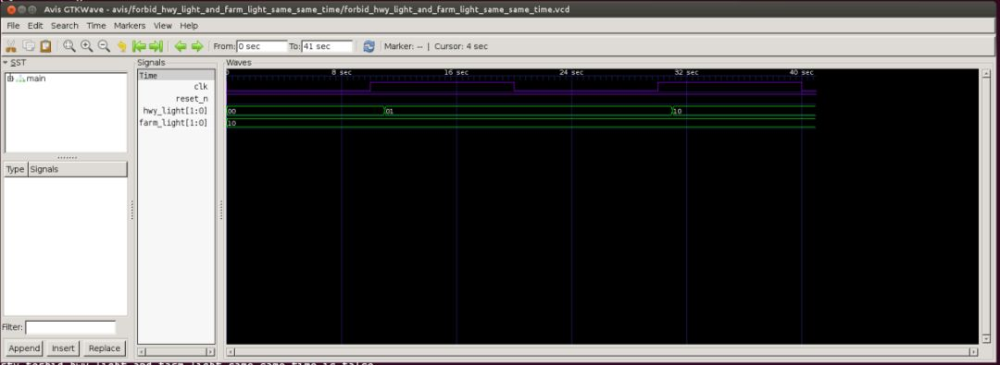 Avis GTKWave - avis/forbid_hwy_light_and_farm_light_same_same_time/forbid_hwy_light_and_farm_light_same_same_time.vcd
File Edit Search Time Markers View Help
From: 0 sec To: 41 sec Marker: -- | Cursor: 4 sec
SST
main
Type Signals
Filter:
Append Insert Replace
Signals
Time
clk
reset_n
hwy_light[1:0]
farm_light[1:0]
Waves
0 8 sec 16 sec 24 sec 32 sec 40 sec
00 01 10
10